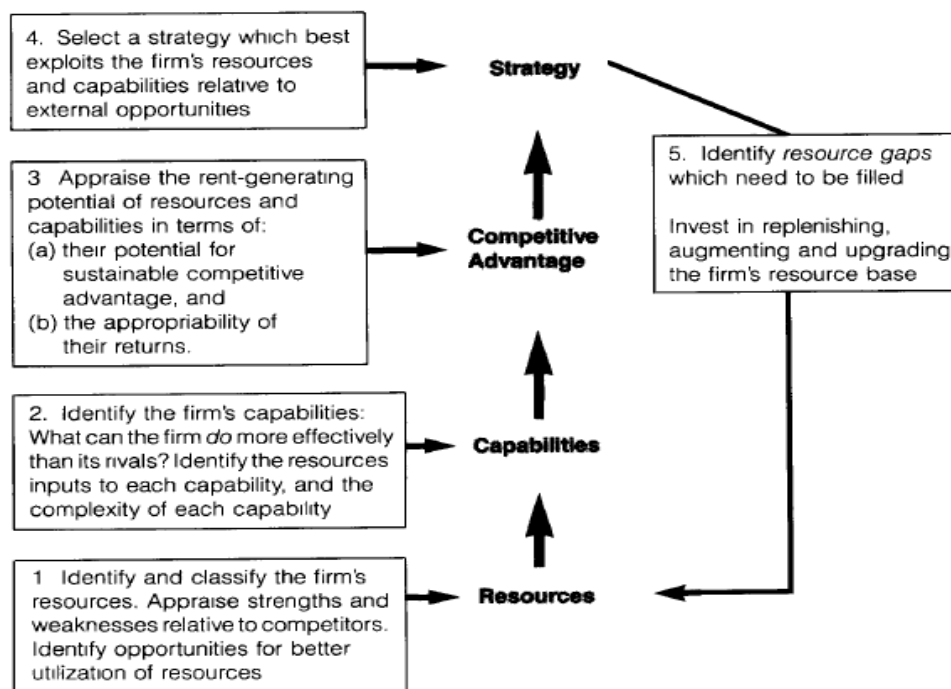 4. Select a strategy which best
exploits the firm's resources
and capabilities relative to
external opportunities
Strategy
5. Identify resource gaps
which need to be filled
Invest in replenishing,
augmenting and upgrading
the firm's resource base
3 Appraise the rent-generating
potential of resources and
capabilities in terms of:
(a) their potential for
sustainable competitive
advantage, and
(b) the appropriability of
their returns.
Competitive
Advantage
2. Identify the firm's capabilities:
What can the firm do more effectively
than its rivals? Identify the resources
inputs to each capability, and the
complexity of each capability
Capabilities
1 Identify and classify the firm's
resources. Appraise strengths and
weaknesses relative to competitors.
Identify opportunities for better
utilization of resources
Resources